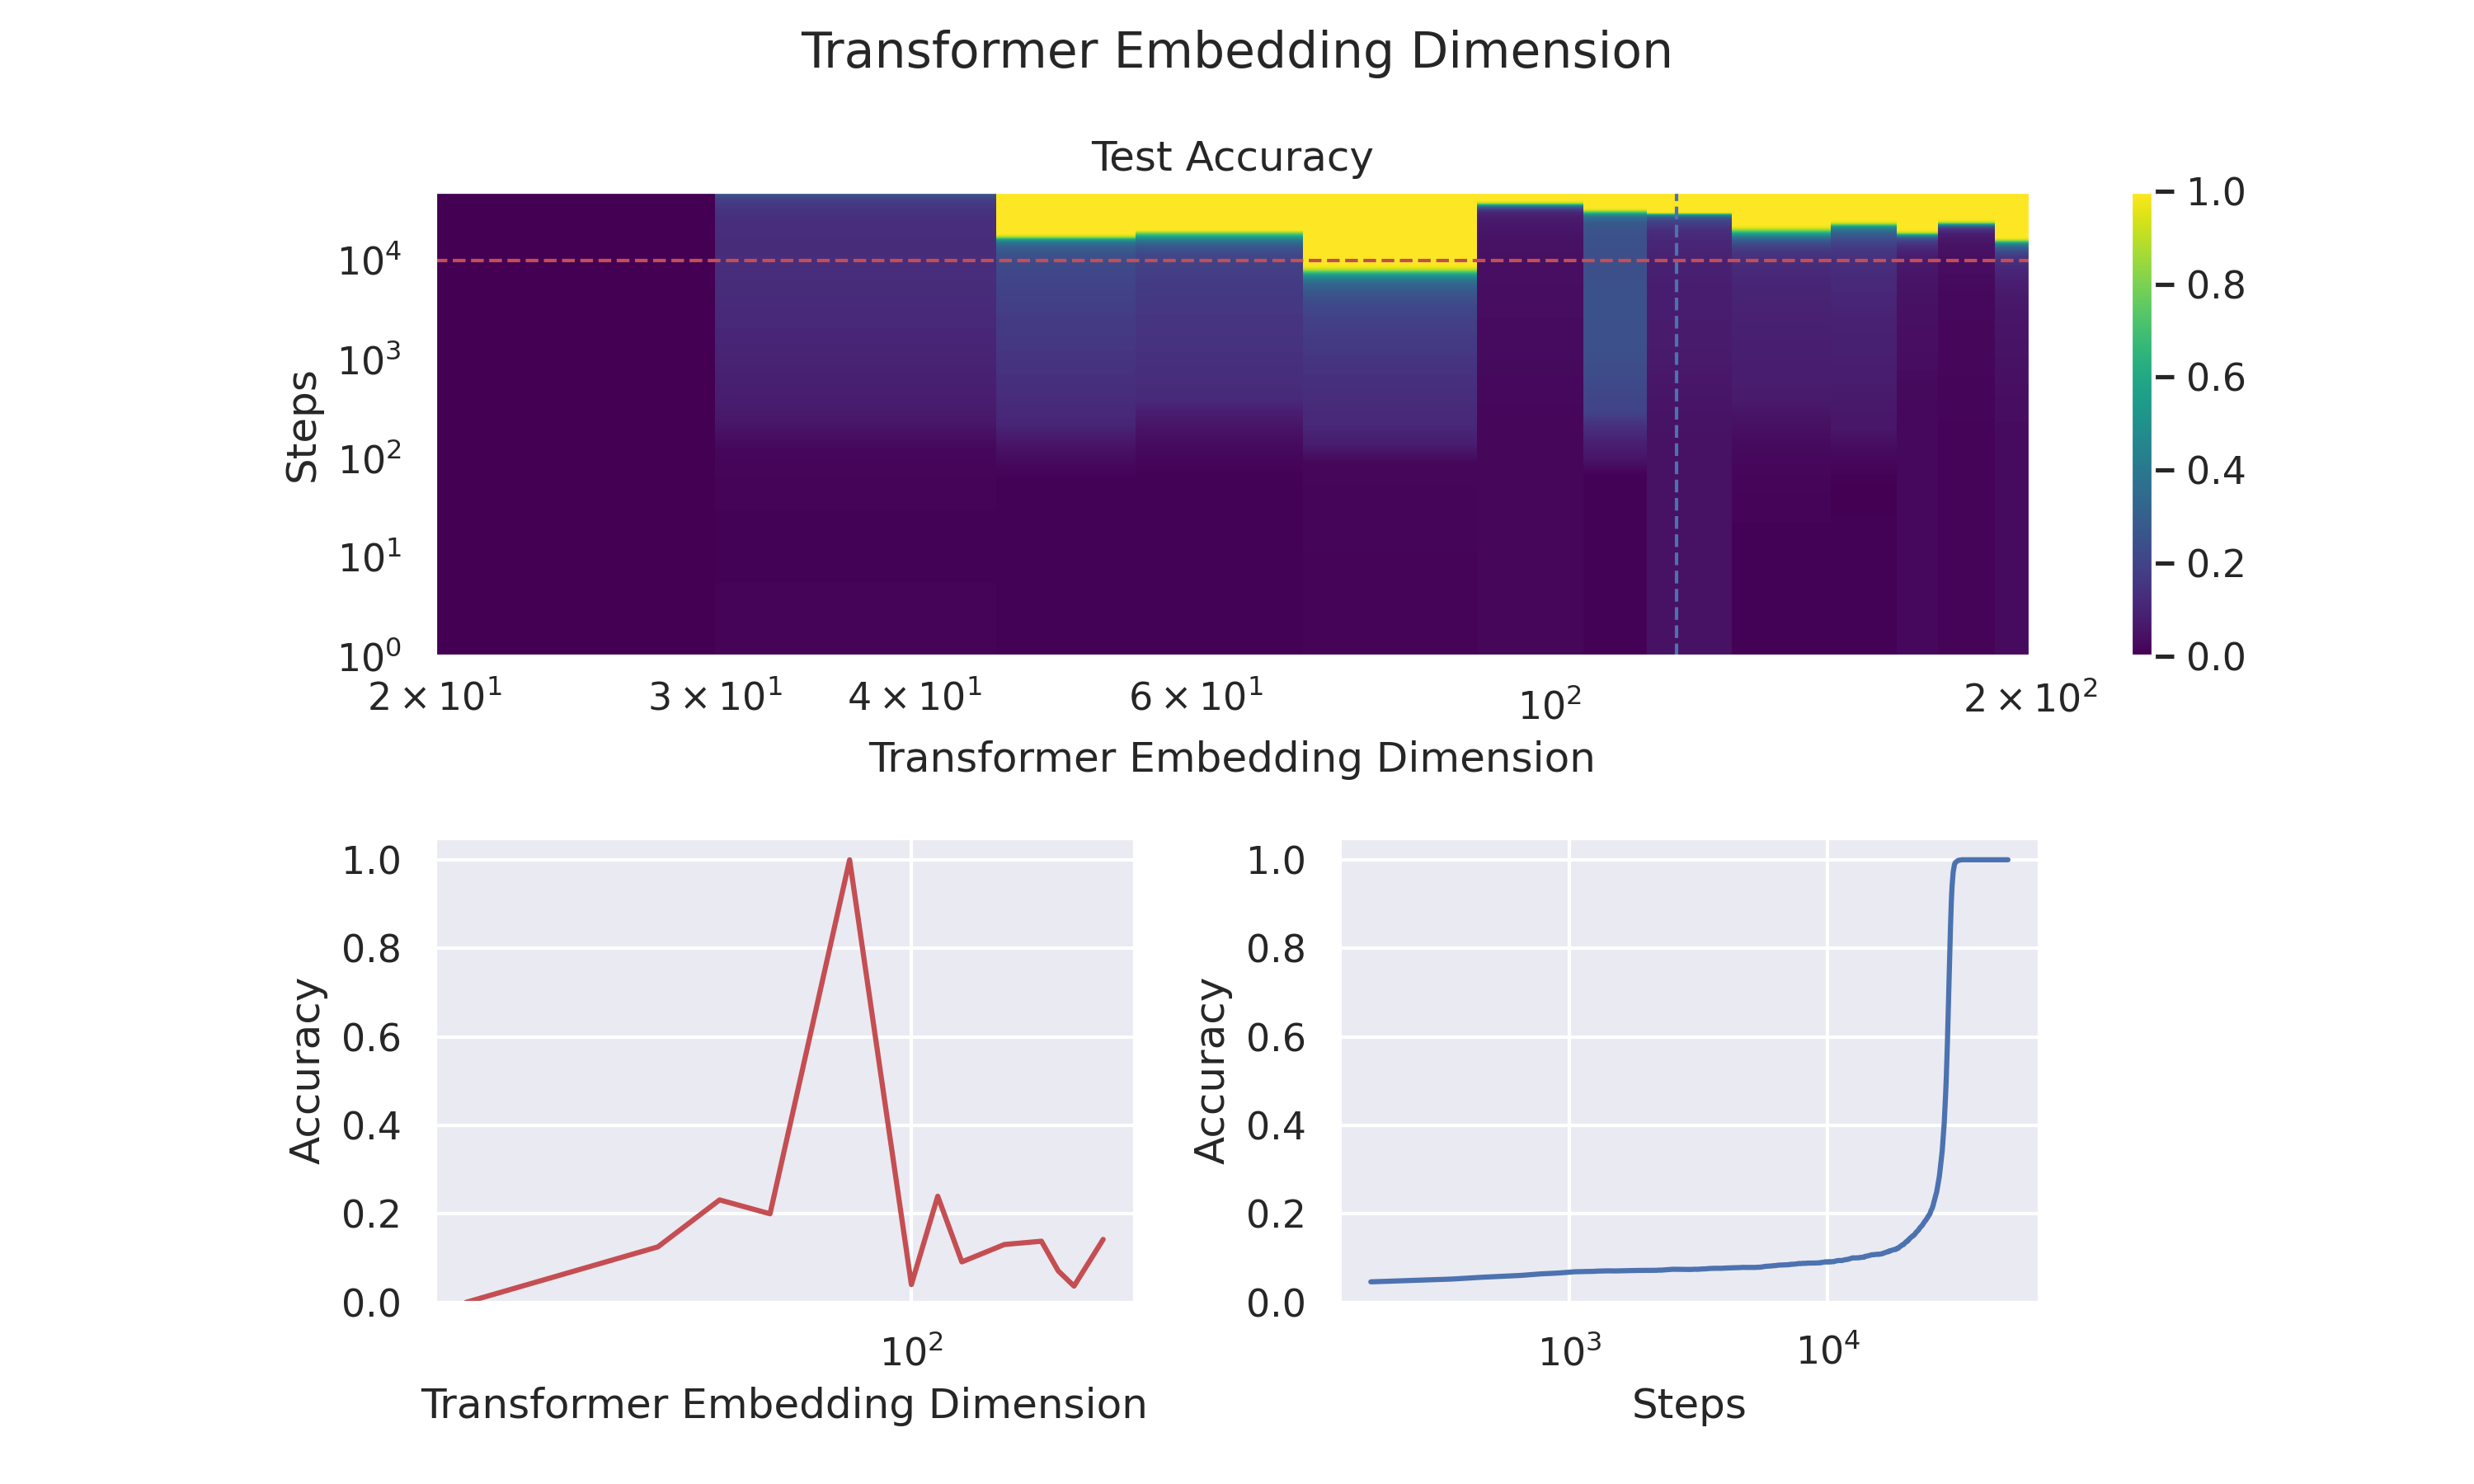 Transformer Embedding Dimension
Test Accuracy
Steps
10⁴
10³
10²
10¹
10⁰
2 × 10¹ 3 × 10¹ 4 × 10¹ 6 × 10¹ 10² 2 × 10²
Transformer Embedding Dimension
1.0
0.8
0.6
0.4
0.2
0.0
Accuracy
1.0
0.8
0.6
0.4
0.2
0.0
10²
Transformer Embedding Dimension
Accuracy
1.0
0.8
0.6
0.4
0.2
0.0
10³ 10⁴
Steps